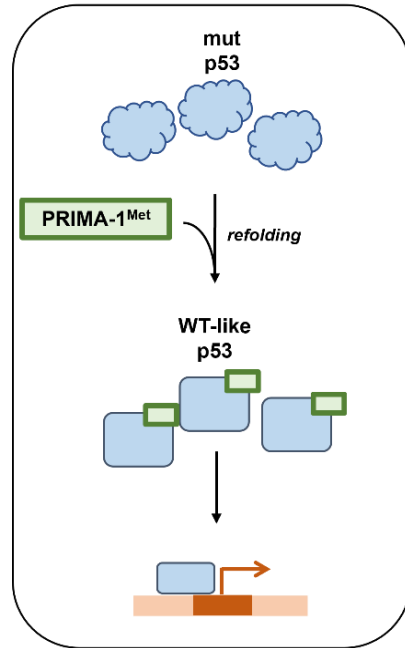 mut
p53
PRIMA-1ᴹᵉᵗ
refolding
WT-like
p53